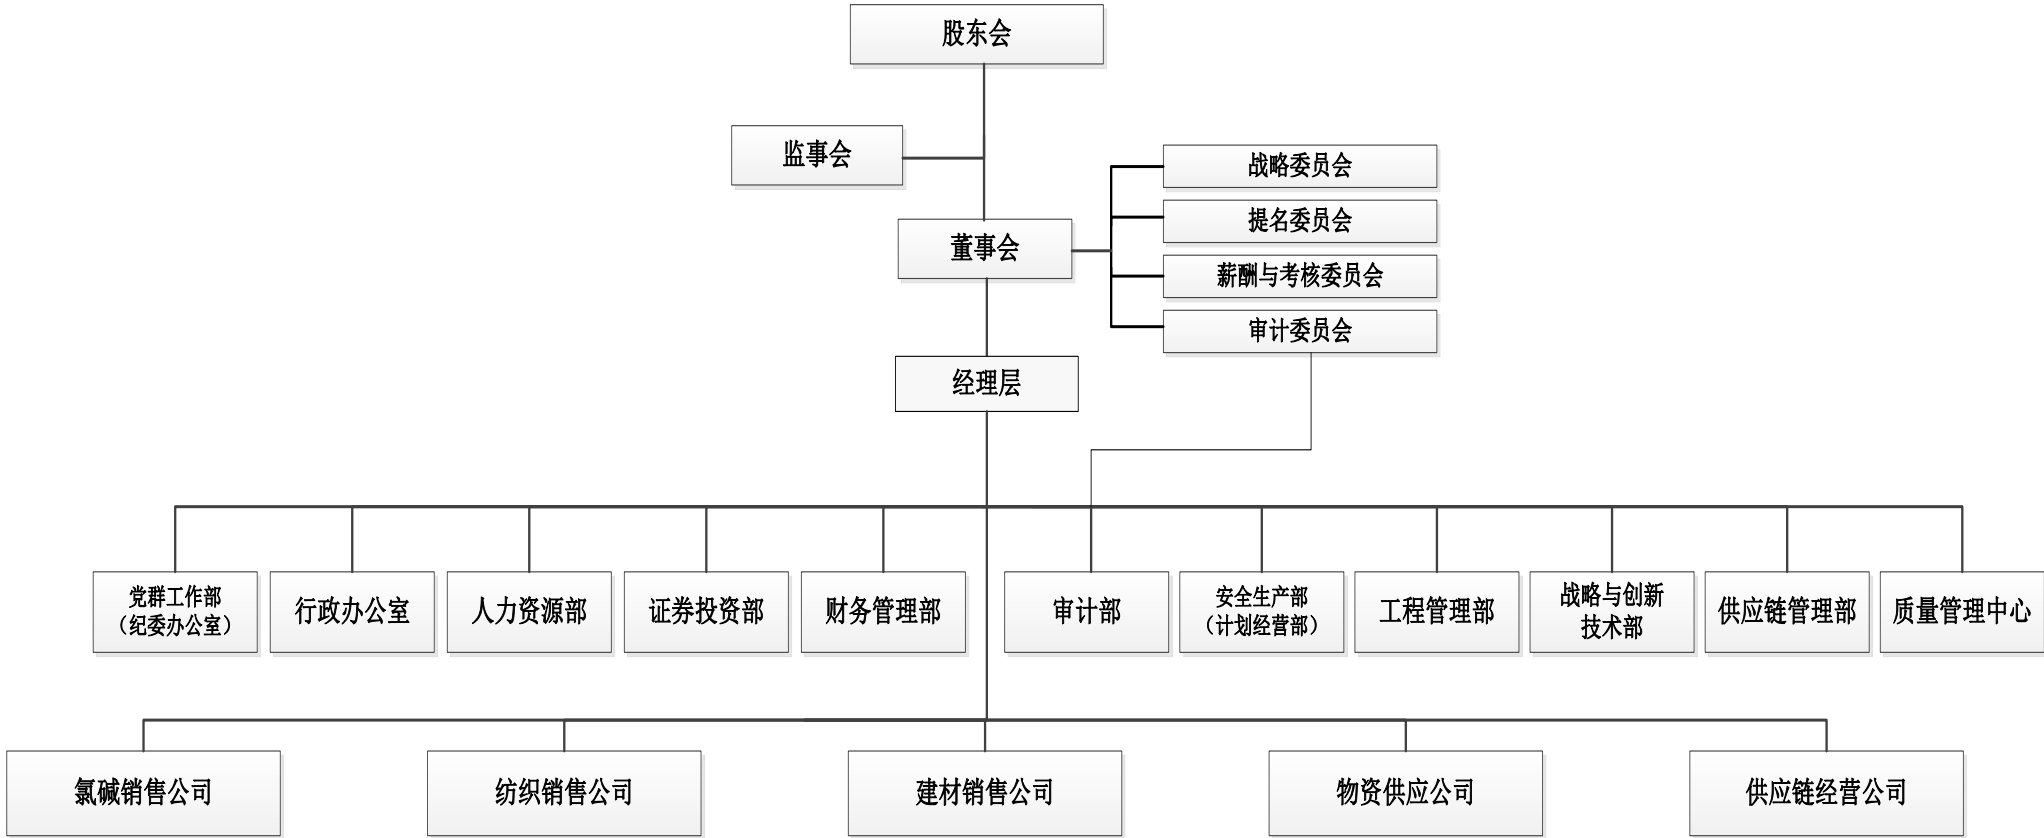 股东会
监事会
战略委员会
提名委员会
董事会
薪酬与考核委员会
审计委员会
经理层
党群工作部
（纪委办公室）
行政办公室
人力资源部
证券投资部
财务管理部
审计部
安全生产部
（计划经营部）
工程管理部
战略与创新
技术部
供应链管理部
质量管理中心
氯碱销售公司
纺织销售公司
建材销售公司
物资供应公司
供应链经营公司